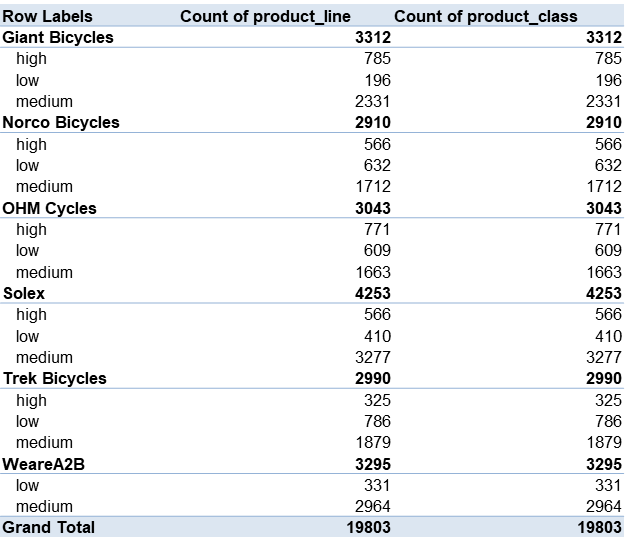 Row Labels Count of product_line Count of product_class
Giant Bicycles 3312 3312
high 785 785
low 196 196
medium 2331 2331
Norco Bicycles 2910 2910
high 566 566
low 632 632
medium 1712 1712
OHM Cycles 3043 3043
high 771 771
low 609 609
medium 1663 1663
Solex 4253 4253
high 566 566
low 410 410
medium 3277 3277
Trek Bicycles 2990 2990
high 325 325
low 786 786
medium 1879 1879
WeareA2B 3295 3295
low 331 331
medium 2964 2964
Grand Total 19803 19803